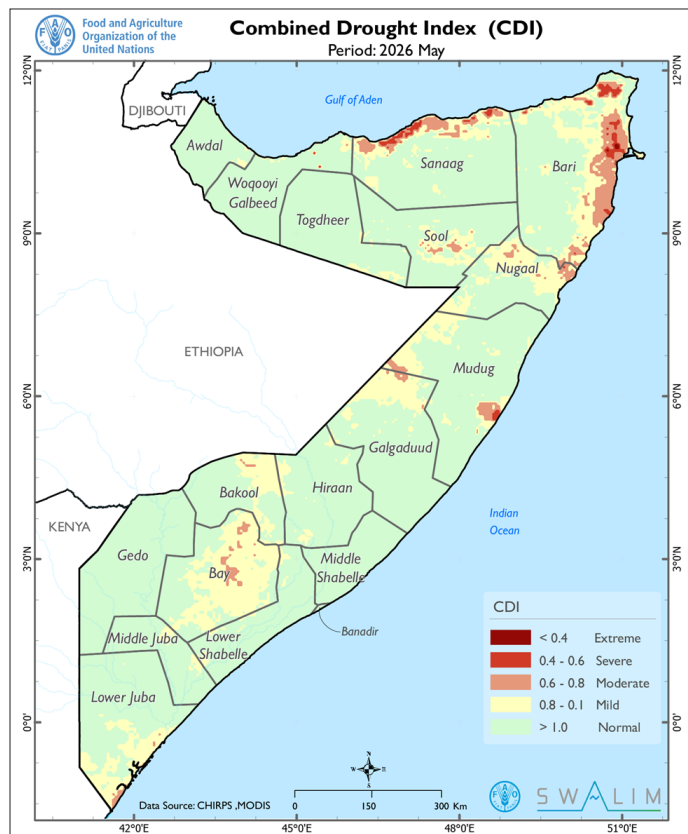 Food and Agriculture
Organization of the
United Nations
FAO
FIAT PANIS
Combined Drought Index (CDI)
Period: 2026 May
12°0'N
12°0'N
DJIBOUTI
Gulf of Aden
Awdal
Sanaag
Bari
Woqooyi
Galbeed
Togdheer
9°0'N
9°0'N
Sool
Nugaal
ETHIOPIA
Mudug
6°0'N
6°0'N
Galgaduud
Bakool
Hiraan
KENYA
Indian
Ocean
Gedo
3°0'N
3°0'N
Middle
Shabelle
Bay
Banadir
Middle Juba
Lower
Shabelle
Lower Juba
0°0'
0°0'
CDI
< 0.4 Extreme
0.4 - 0.6 Severe
0.6 - 0.8 Moderate
0.8 - 0.1 Mild
> 1.0 Normal
N
W E
S
Data Source: CHIRPS ,MODIS
0 150 300 Km
FAO
SWALIM
42°0'E
45°0'E
48°0'E
51°0'E